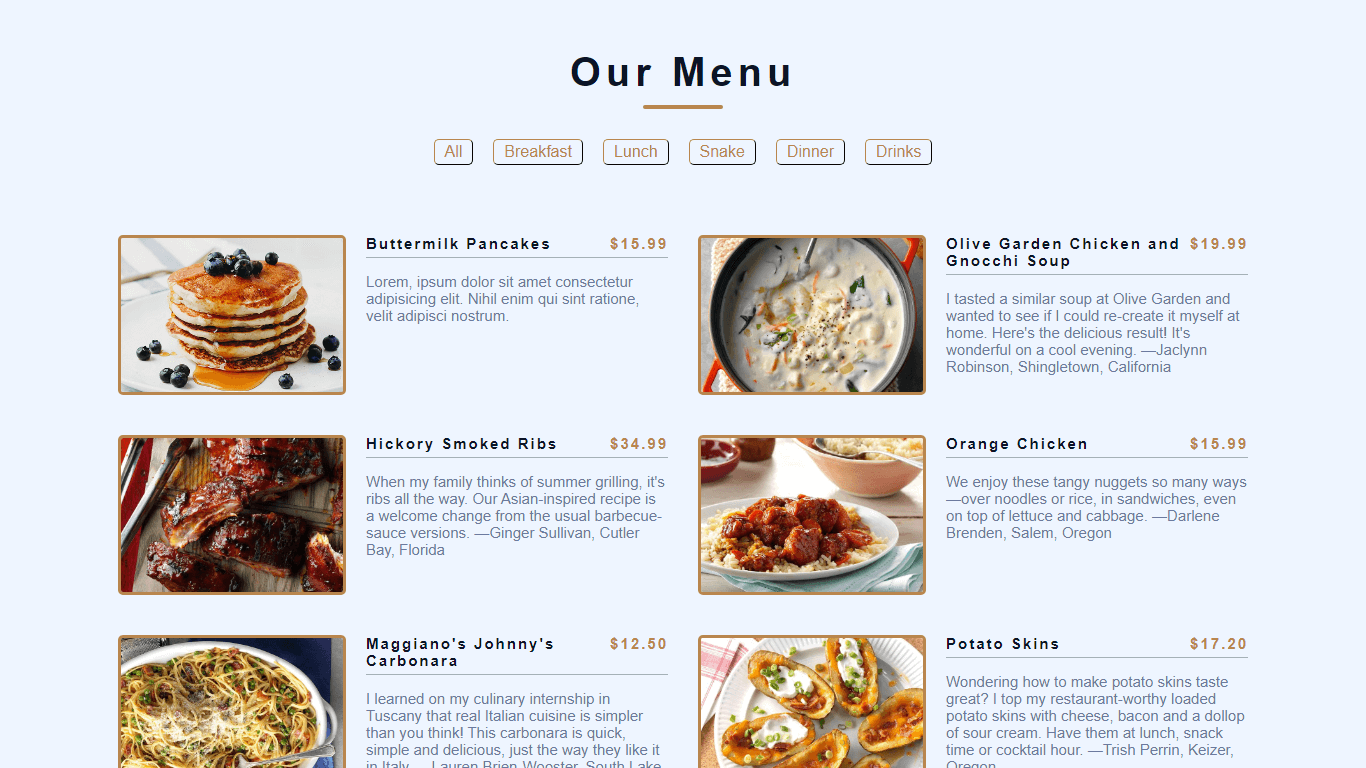 Our Menu
All Breakfast Lunch Snake Dinner Drinks
Buttermilk Pancakes $15.99
Lorem, ipsum dolor sit amet consectetur
adipisicing elit. Nihil enim qui sint ratione,
velit adipisci nostrum.
Olive Garden Chicken and $19.99
Gnocchi Soup
I tasted a similar soup at Olive Garden and
wanted to see if I could re-create it myself at
home. Here's the delicious result! It's
wonderful on a cool evening. —Jaclynn
Robinson, Shingletown, California
Hickory Smoked Ribs $34.99
When my family thinks of summer grilling, it's
ribs all the way. Our Asian-inspired recipe is
a welcome change from the usual barbecue-
sauce versions. —Ginger Sullivan, Cutler
Bay, Florida
Orange Chicken $15.99
We enjoy these tangy nuggets so many ways
—over noodles or rice, in sandwiches, even
on top of lettuce and cabbage. —Darlene
Brenden, Salem, Oregon
Maggiano's Johnny's $12.50
Carbonara
I learned on my culinary internship in
Tuscany that real Italian cuisine is simpler
than you think! This carbonara is quick,
simple and delicious, just the way they like it
in Italy. —Lauren Brien-Wooster, South Lake
Potato Skins $17.20
Wondering how to make potato skins taste
great? I top my restaurant-worthy loaded
potato skins with cheese, bacon and a dollop
of sour cream. Have them at lunch, snack
time or cocktail hour. —Trish Perrin, Keizer,
Oregon